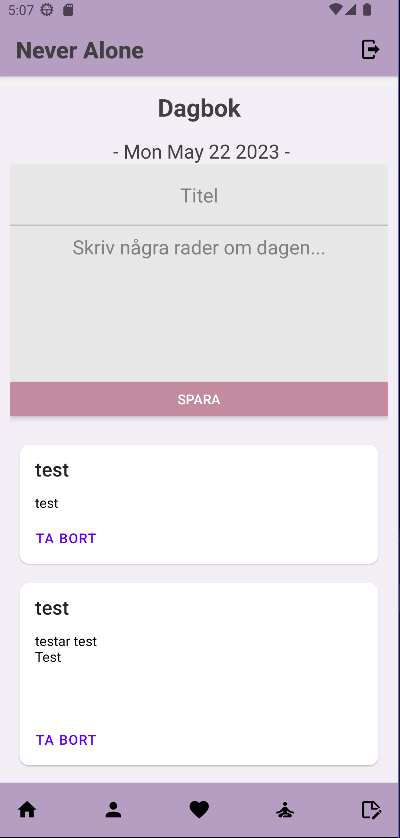 5:07
Never Alone
Dagbok
- Mon May 22 2023 -
Titel
Skriv några rader om dagen...
SPARA
test
test
TA BORT
test
testar test
Test
TA BORT